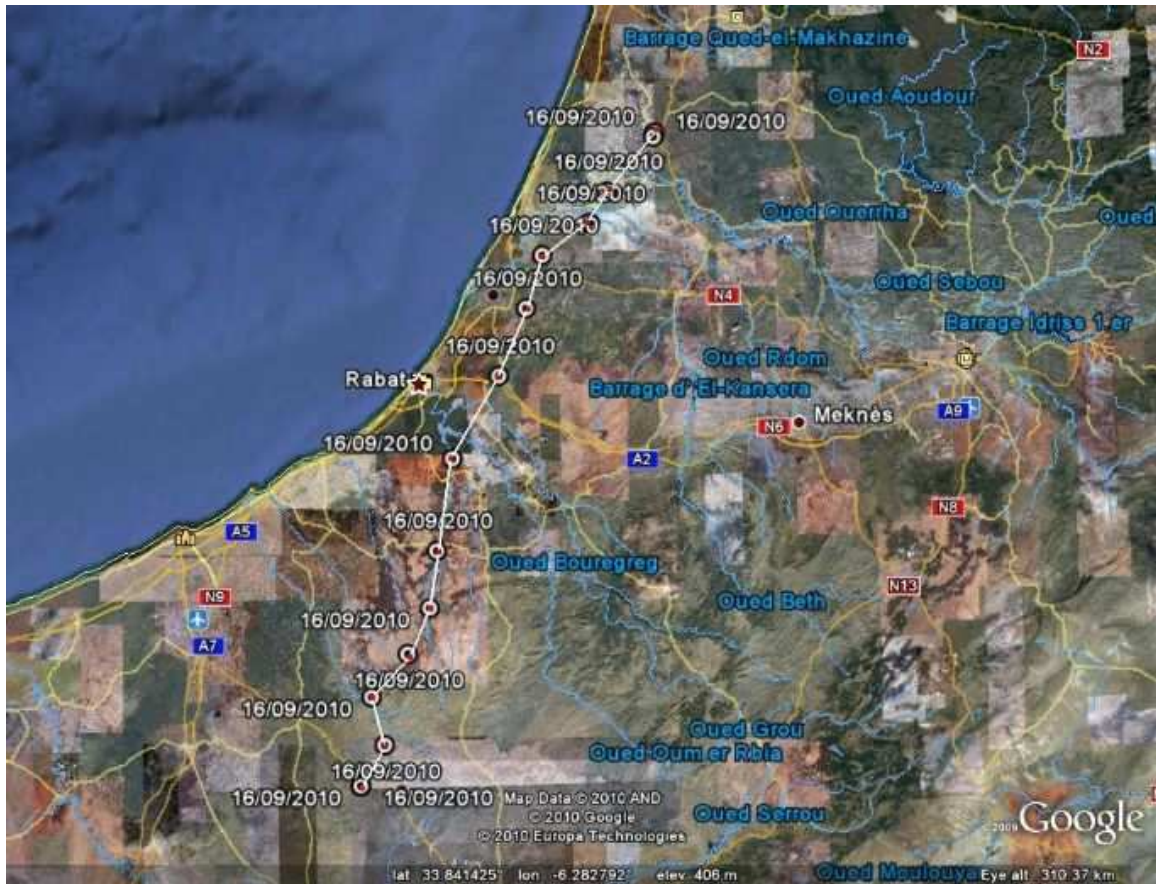 Barrage Qued-el-Makhazine
N2
Oued Aoudour
16/09/2010
16/09/2010
16/09/2010
16/09/2010
Oued Ouerrha
Oued
16/09/2010
16/09/2010
N4
Oued Sebou
Barrage Idriss 1.er
16/09/2010
Oued Rdom
Rabat
Barrage d' El-Kansera
Meknès
A9
N6
16/09/2010
A2
N8
16/09/2010
A5
Oued Bouregreg
N13
N9
Oued Beth
16/09/2010
A7
16/09/2010
16/09/2010
Oued Grou
Oued Oum er Rbia
16/09/2010
16/09/2010
16/09/2010
Map Data © 2010 AND
© 2010 Google
© 2010 Europa Technologies
Oued Serrou
©2009 Google
Oued Moulouya
lat 33.841425° lon -6.282792° elev 406 m
Eye alt 310.37 km